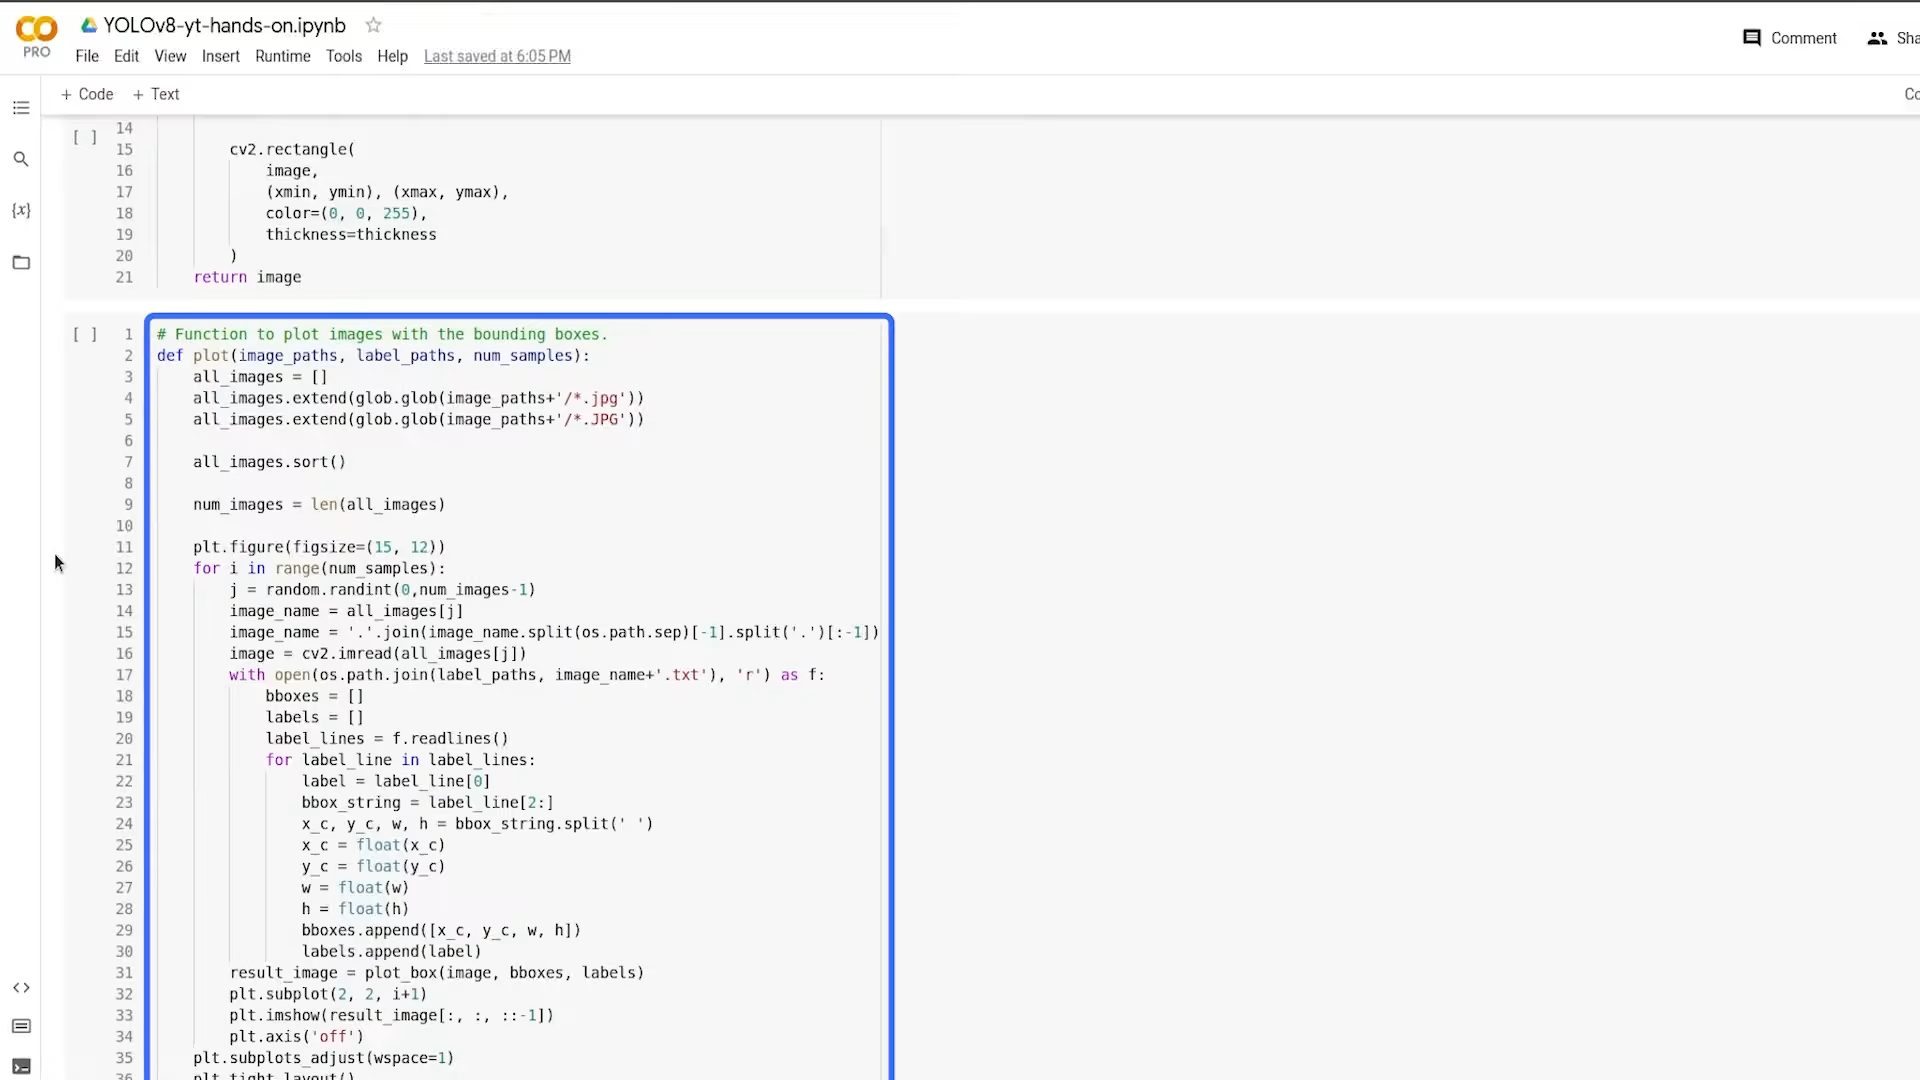 CO
PRO
YOLOv8-yt-hands-on.ipynb
File Edit View Insert Runtime Tools Help Last saved at 6:05 PM
Comment
Sha
+ Code + Text
Co
{x}
[ ]
14
15 cv2.rectangle(
16 image,
17 (xmin, ymin), (xmax, ymax),
18 color=(0, 0, 255),
19 thickness=thickness
20 )
21 return image
[ ]
1 # Function to plot images with the bounding boxes.
2 def plot(image_paths, label_paths, num_samples):
3 all_images = []
4 all_images.extend(glob.glob(image_paths+'/*.jpg'))
5 all_images.extend(glob.glob(image_paths+'/*.JPG'))
6
7 all_images.sort()
8
9 num_images = len(all_images)
10
11 plt.figure(figsize=(15, 12))
12 for i in range(num_samples):
13 j = random.randint(0,num_images-1)
14 image_name = all_images[j]
15 image_name = '.'.join(image_name.split(os.path.sep)[-1].split('.')[:-1])
16 image = cv2.imread(all_images[j])
17 with open(os.path.join(label_paths, image_name+'.txt'), 'r') as f:
18 bboxes = []
19 labels = []
20 label_lines = f.readlines()
21 for label_line in label_lines:
22 label = label_line[0]
23 bbox_string = label_line[2:]
24 x_c, y_c, w, h = bbox_string.split(' ')
25 x_c = float(x_c)
26 y_c = float(y_c)
27 w = float(w)
28 h = float(h)
29 bboxes.append([x_c, y_c, w, h])
30 labels.append(label)
31 result_image = plot_box(image, bboxes, labels)
32 plt.subplot(2, 2, i+1)
33 plt.imshow(result_image[:, :, ::-1])
34 plt.axis('off')
35 plt.subplots_adjust(wspace=1)
36 plt.tight_layout()